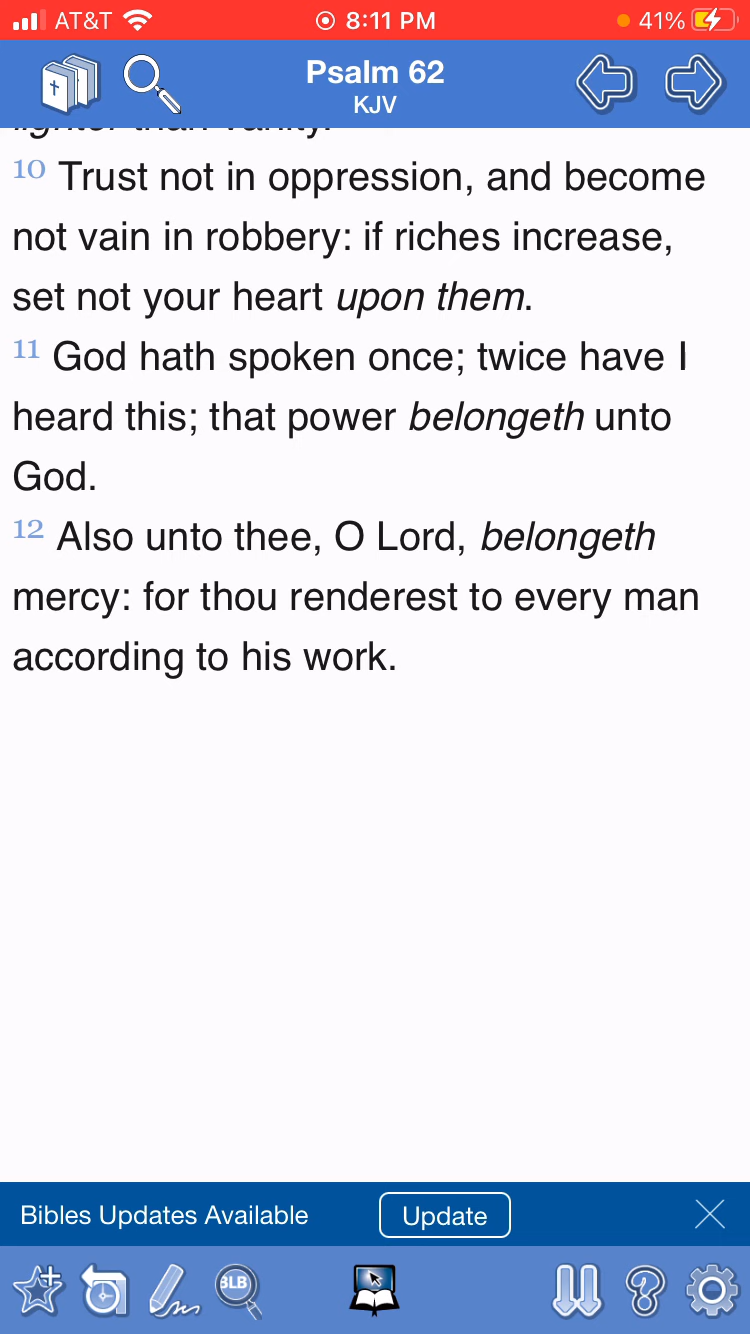 AT&T 8:11 PM 41%
Psalm 62
KJV
lighter than vanity.
10 Trust not in oppression, and become
not vain in robbery: if riches increase,
set not your heart upon them.
11 God hath spoken once; twice have I
heard this; that power belongeth unto
God.
12 Also unto thee, O Lord, belongeth
mercy: for thou renderest to every man
according to his work.
Bibles Updates Available Update
BLB